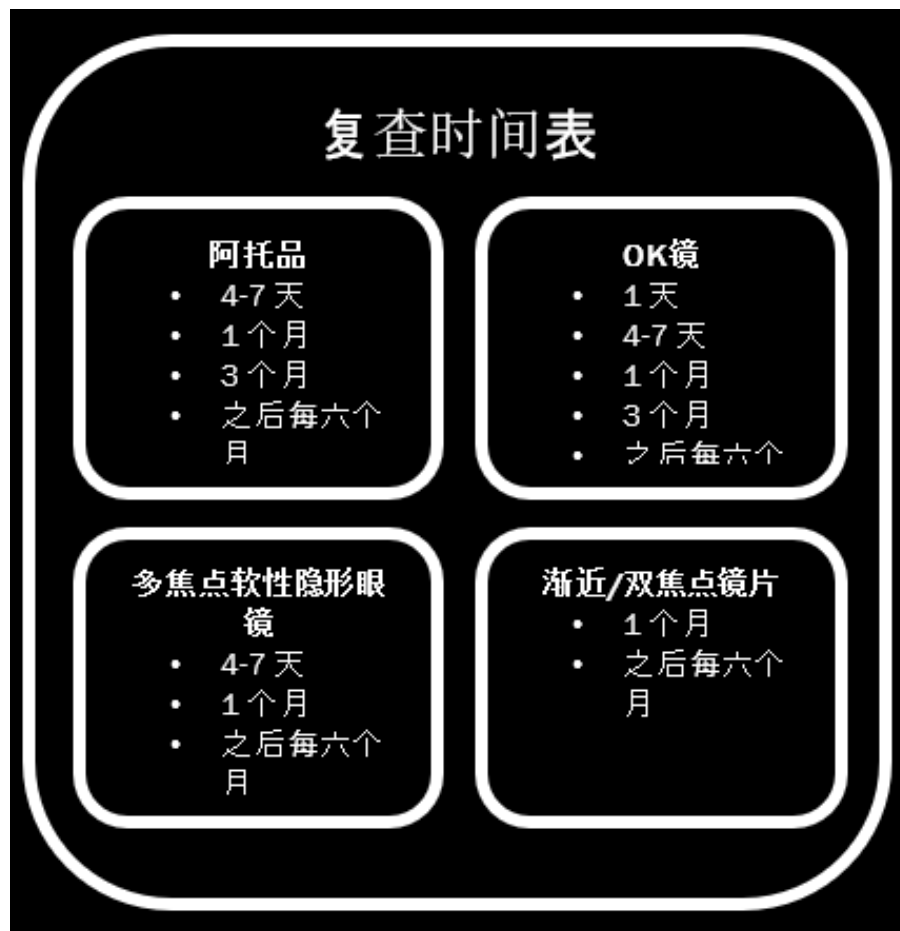 复查时间表
阿托品
• 4-7 天
• 1 个月
• 3 个月
• 之后每六个
月
OK镜
• 1 天
• 4-7 天
• 1 个月
• 3 个月
• 之后每六个
多焦点软性隐形眼
镜
• 4-7 天
• 1 个月
• 之后每六个
月
渐近/双焦点镜片
• 1 个月
• 之后每六个
月